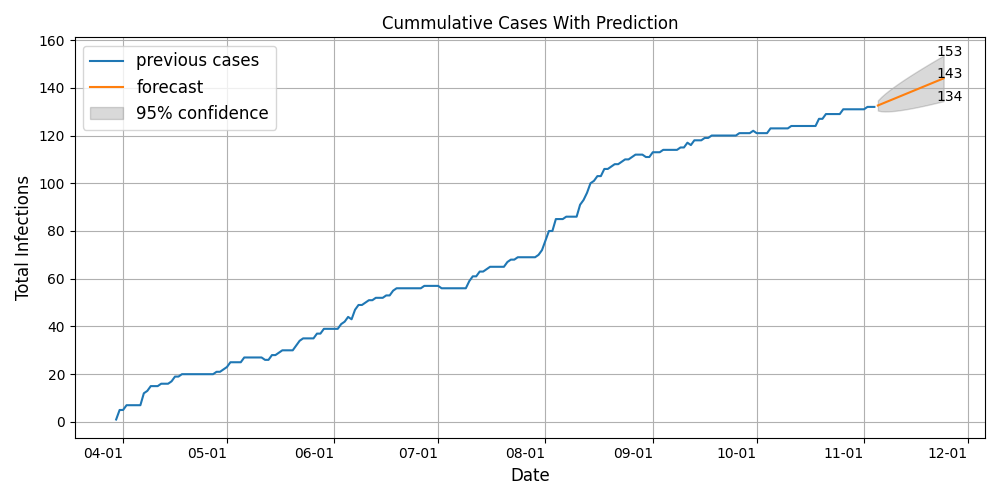 Cummulative Cases With Prediction
previous cases
forecast
95% confidence
153
143
134
Total Infections
160
140
120
100
80
60
40
20
0
04-01 05-01 06-01 07-01 08-01 09-01 10-01 11-01 12-01
Date